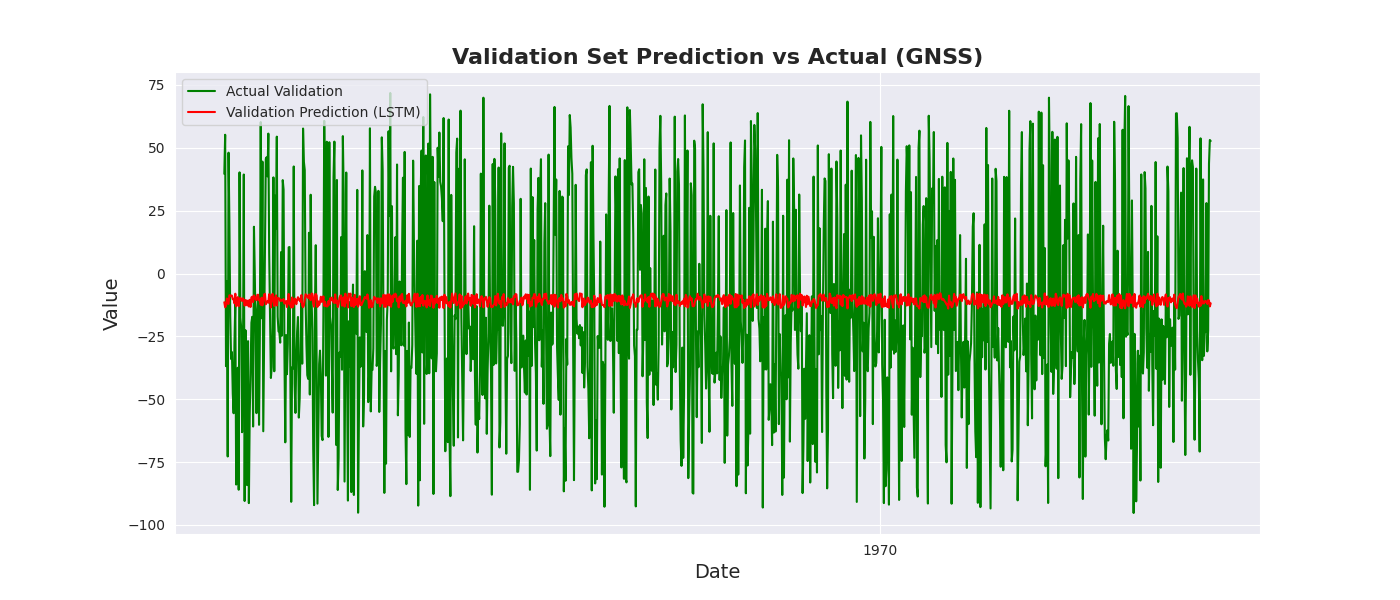 Validation Set Prediction vs Actual (GNSS)
Actual Validation
Validation Prediction (LSTM)
Value
75
50
25
0
−25
−50
−75
−100
1970
Date